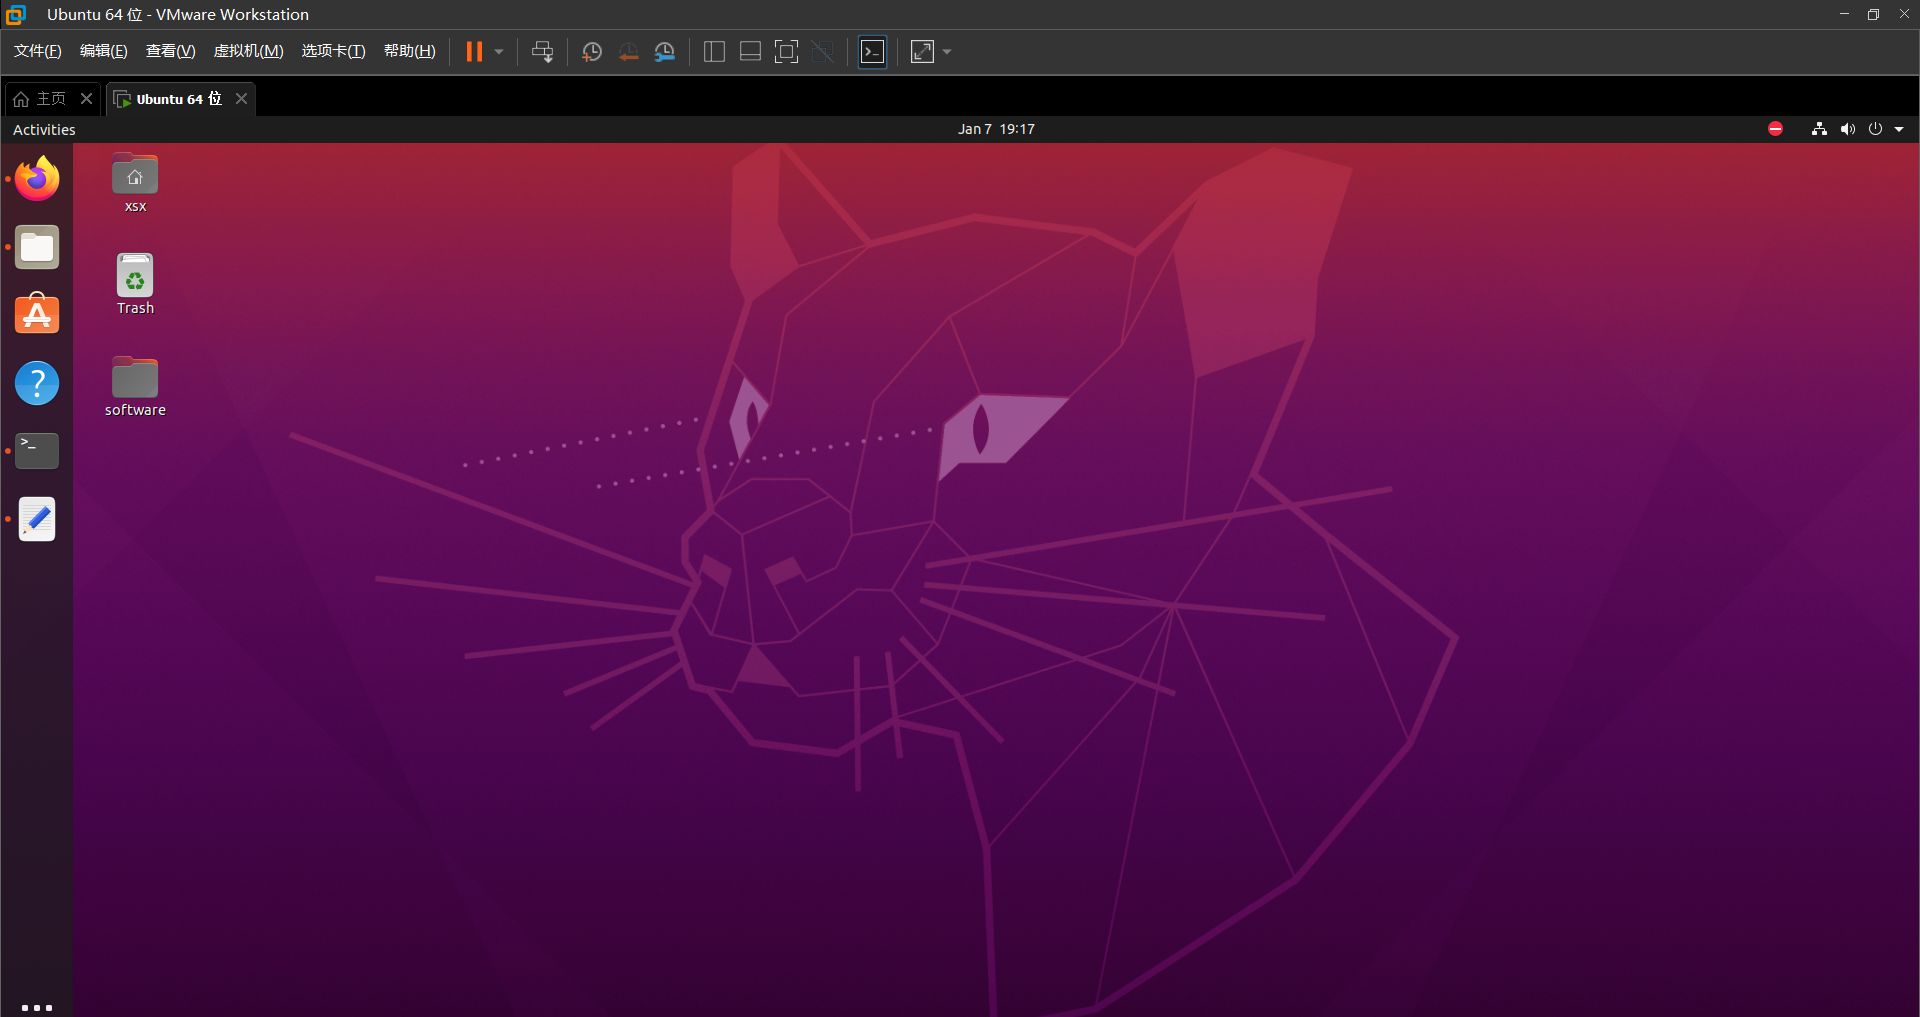 Ubuntu 64 位 - VMware Workstation
文件(F) 编辑(E) 查看(V) 虚拟机(M) 选项卡(T) 帮助(H)
主页 Ubuntu 64 位
Activities Jan 7 19:17
xsx
Trash
software